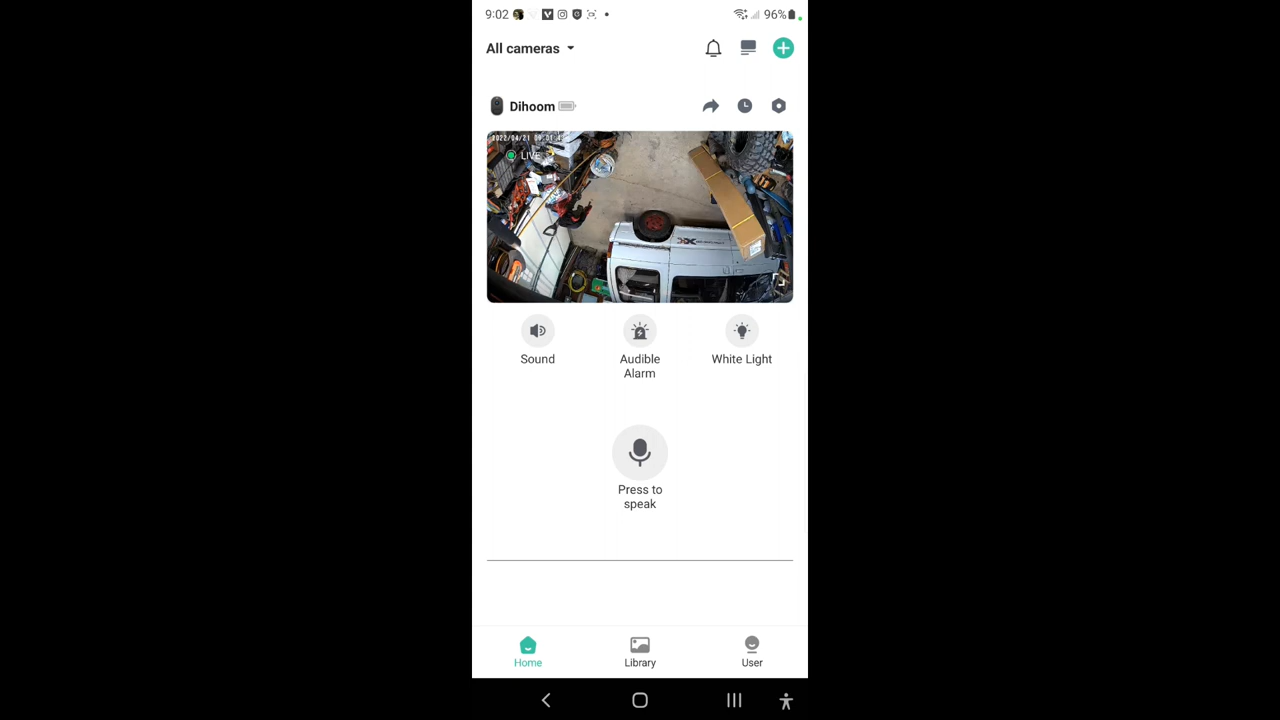 9:02
96%
All cameras
Dihoom
LIVE
Sound
Audible
Alarm
White Light
Press to
speak
Home
Library
User